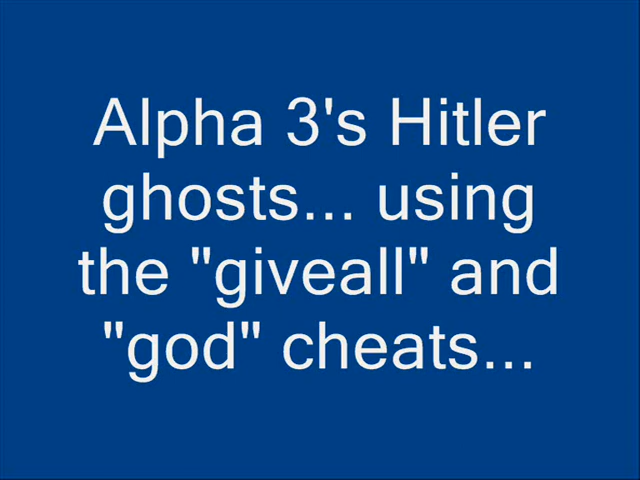 Alpha 3's Hitler
ghosts... using
the "giveall" and
"god" cheats...